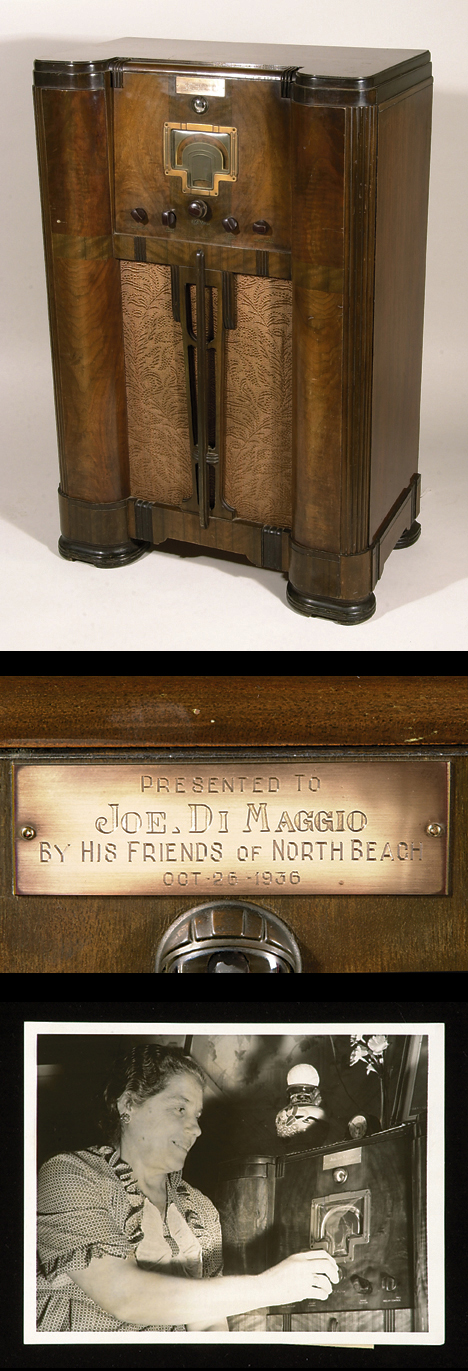 PRESENTED TO
JOE. DI MAGGIO
BY HIS FRIENDS OF NORTH BEACH
OCT-26-1936